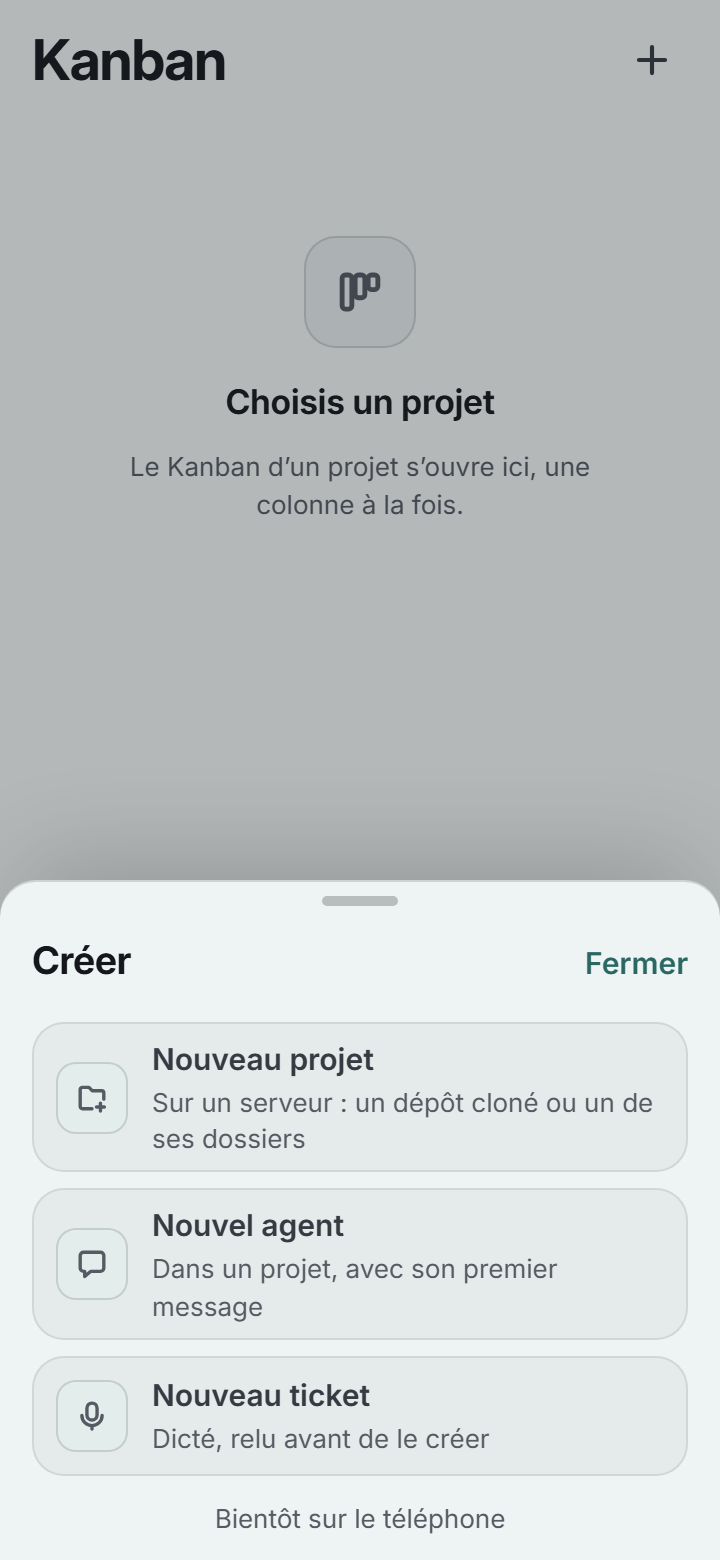 Kanban
Choisis un projet
Le Kanban d’un projet s’ouvre ici, une
colonne à la fois.
Créer
Fermer
Nouveau projet
Sur un serveur : un dépôt cloné ou un de
ses dossiers
Nouvel agent
Dans un projet, avec son premier
message
Nouveau ticket
Dicté, relu avant de le créer
Bientôt sur le téléphone